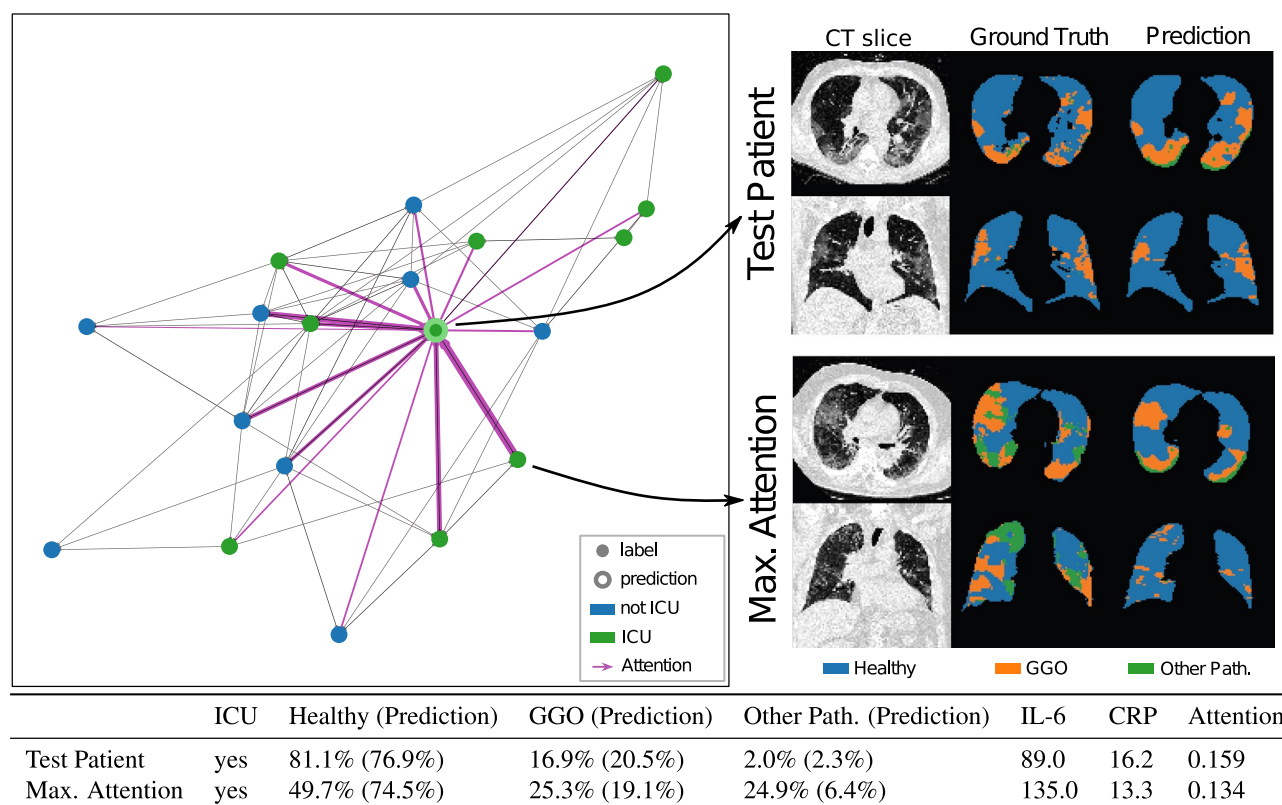 CT slice Ground Truth Prediction
Test Patient
Max. Attention
label
prediction
not ICU
ICU
Attention
Healthy GGO Other Path.
ICU Healthy (Prediction) GGO (Prediction) Other Path. (Prediction) IL-6 CRP Attention
Test Patient yes 81.1% (76.9%) 16.9% (20.5%) 2.0% (2.3%) 89.0 16.2 0.159
Max. Attention yes 49.7% (74.5%) 25.3% (19.1%) 24.9% (6.4%) 135.0 13.3 0.134